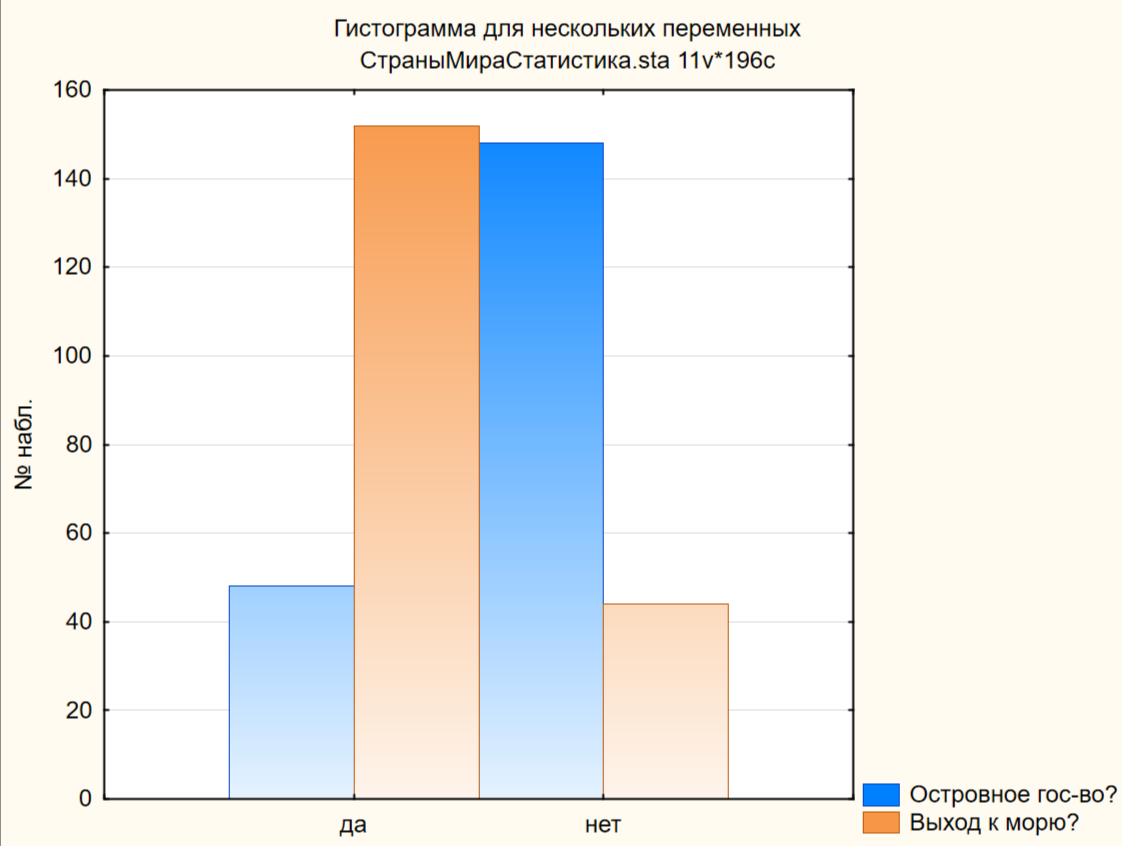 Гистограмма для нескольких переменных
СтраныМираСтатистика.sta 11v*196c
160
140
120
100
80
60
40
20
0
№ набл.
да
нет
Островное гос-во?
Выход к морю?